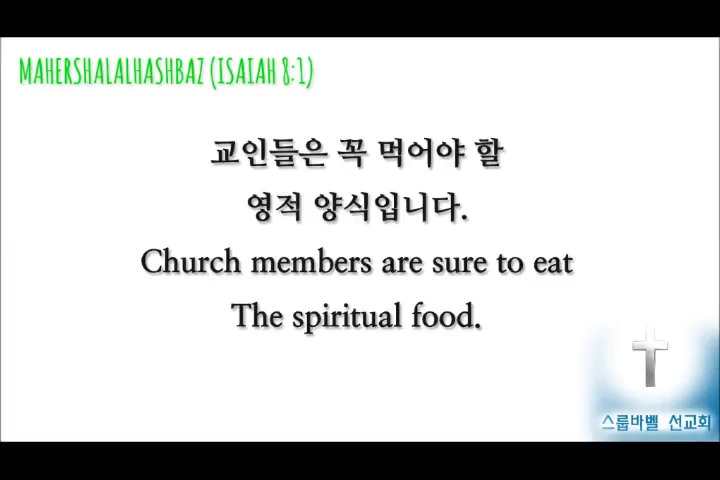 MAHERSHALALHASHBAZ (ISAIAH 8:1)
교인들은 꼭 먹어야 할
영적 양식입니다.
Church members are sure to eat
The spiritual food.
스룹바벨 선교회